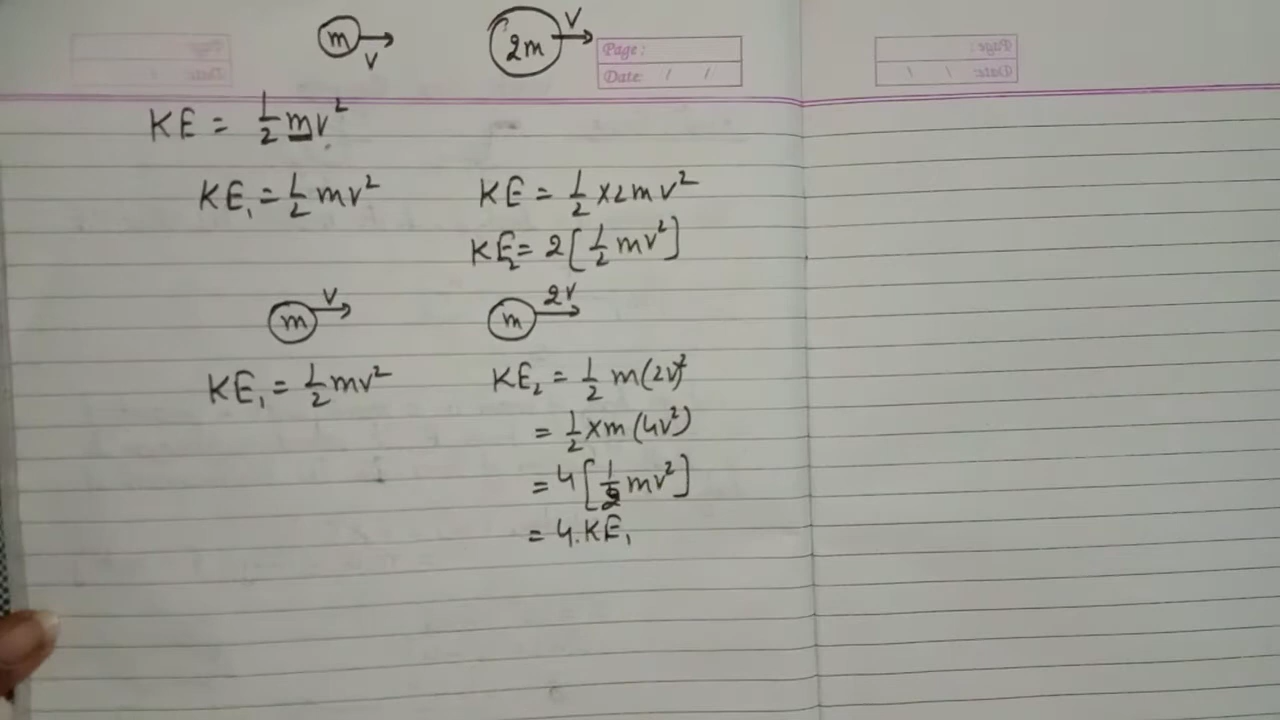 m v 2m v
Page :
Date: / /
KE = 1/2 mv²
KE₁ = 1/2 mv² KE = 1/2 x2mv²
KE₂ = 2[1/2 mv²]
m v m 2v
KE₁ = 1/2 mv² KE₂ = 1/2 m(2v)²
= 1/2 xm(4v²)
= 4[1/2 mv²]
= 4.KE₁